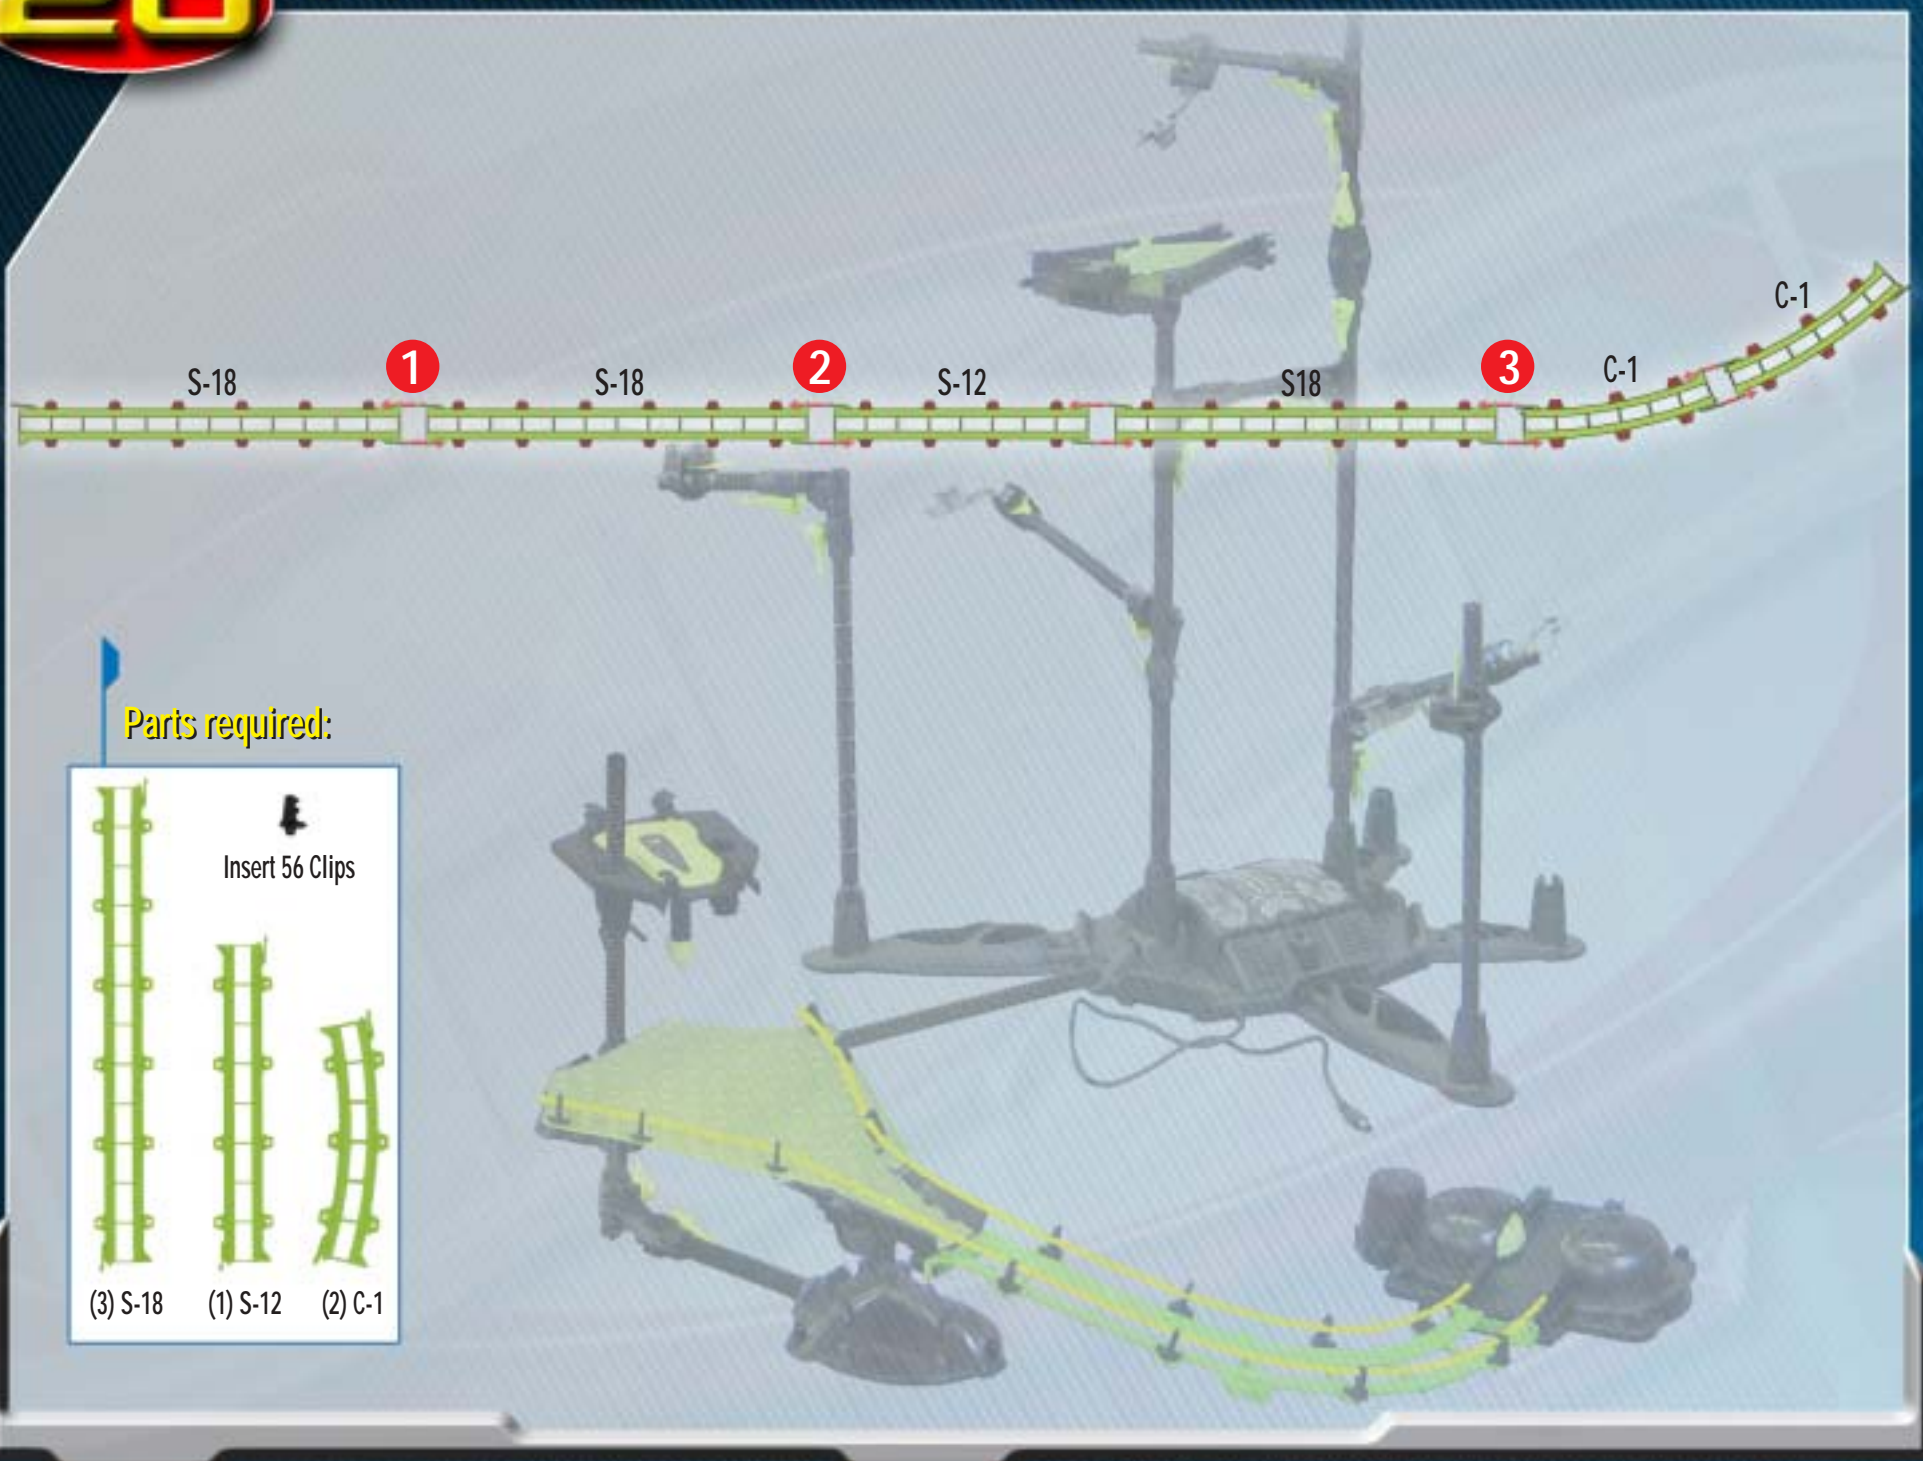 20
C-1
1 2 3
S-18 S-18 S-12 S18 C-1
Parts required:
Insert 56 Clips
(3) S-18 (1) S-12 (2) C-1